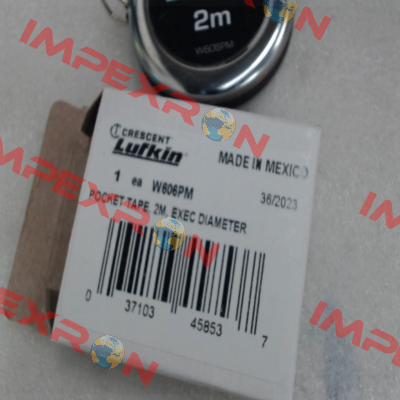 2m
W606PM
CRESCENT
Lufkin
MADE IN MEXICO
1 ea W606PM 36/2023
POCKET TAPE, 2M, EXEC DIAMETER
0 37103 45853 7
IMPEXRON
IMPEXRON
IMPEXRON
IMPEXRON